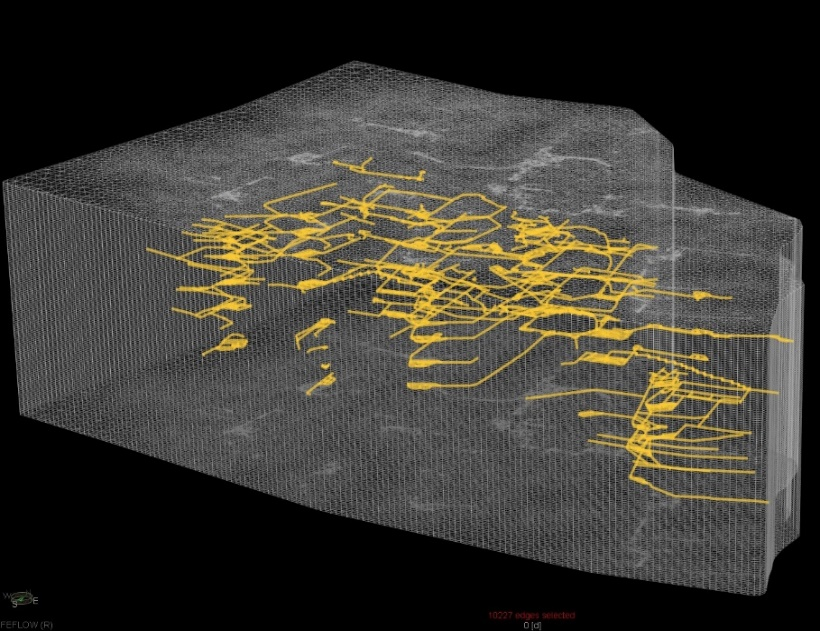 W
E
S
FEFLOW (R)
10227 edges selected
0 [d]